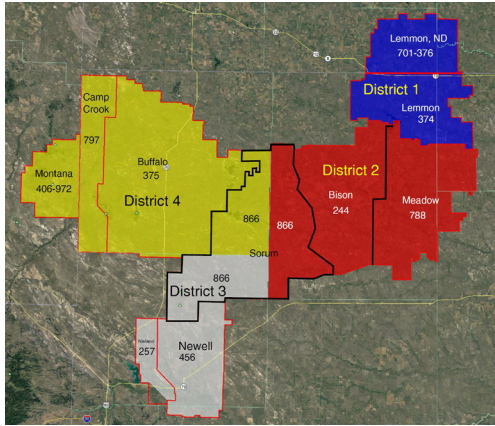 Lemmon, ND
701-376
District 1
Lemmon
374
Camp
Crook
797
Buffalo
375
Montana
406-972
District 4
District 2
Bison
244
Meadow
788
866
866
Sorum
866
District 3
257
Newell
456